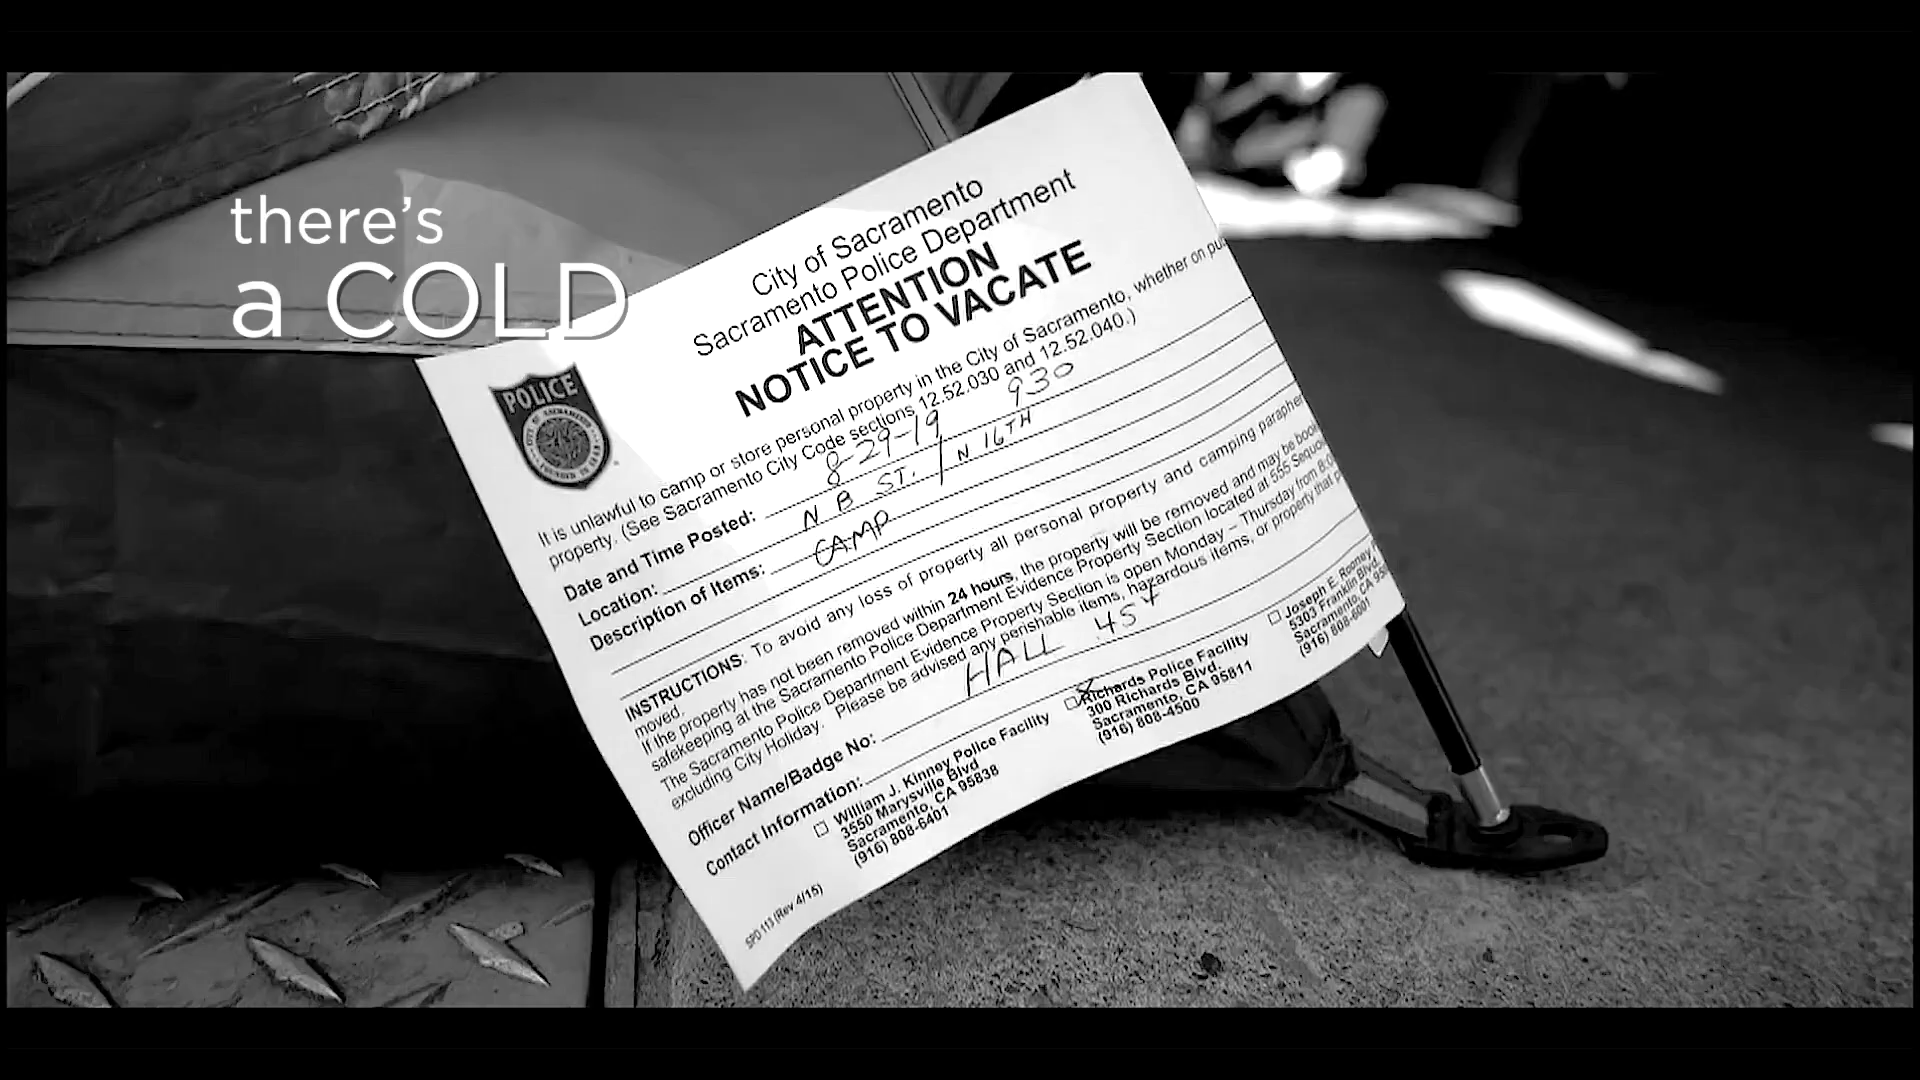 there's
a COLD
City of Sacramento
Sacramento Police Department
ATTENTION
NOTICE TO VACATE
It is unlawful to camp or store personal property in the City of Sacramento, whether on
property. (See Sacramento City Code sections 12.52.030 and 12.52.040.)
Date and Time Posted: 8-29-19 930
Location: N B ST. / N 16TH
Description of Items: CAMP
INSTRUCTIONS: To avoid any loss of property all personal property and camping
moved.
If the property has not been removed within 24 hours, the property will be removed and may be
safekeeping at the Sacramento Police Department Evidence Property Section located at 555
The Sacramento Police Department Evidence Property Section is open Monday – Thursday from
excluding City Holiday. Please be advised any perishable items, hazardous items, or property that
Officer Name/Badge No: HALL
Contact Information:
William J. Kinney Police Facility
3550 Marysville Blvd
Sacramento, CA 95838
(916) 808-6401
Richards Police Facility
300 Richards Blvd.
Sacramento, CA 95811
(916) 808-4500
Joseph E. Rooney
5303 Franklin Blvd.
Sacramento, CA
(916) 808-6001
SPD 113 (Rev 4/15)
POLICE